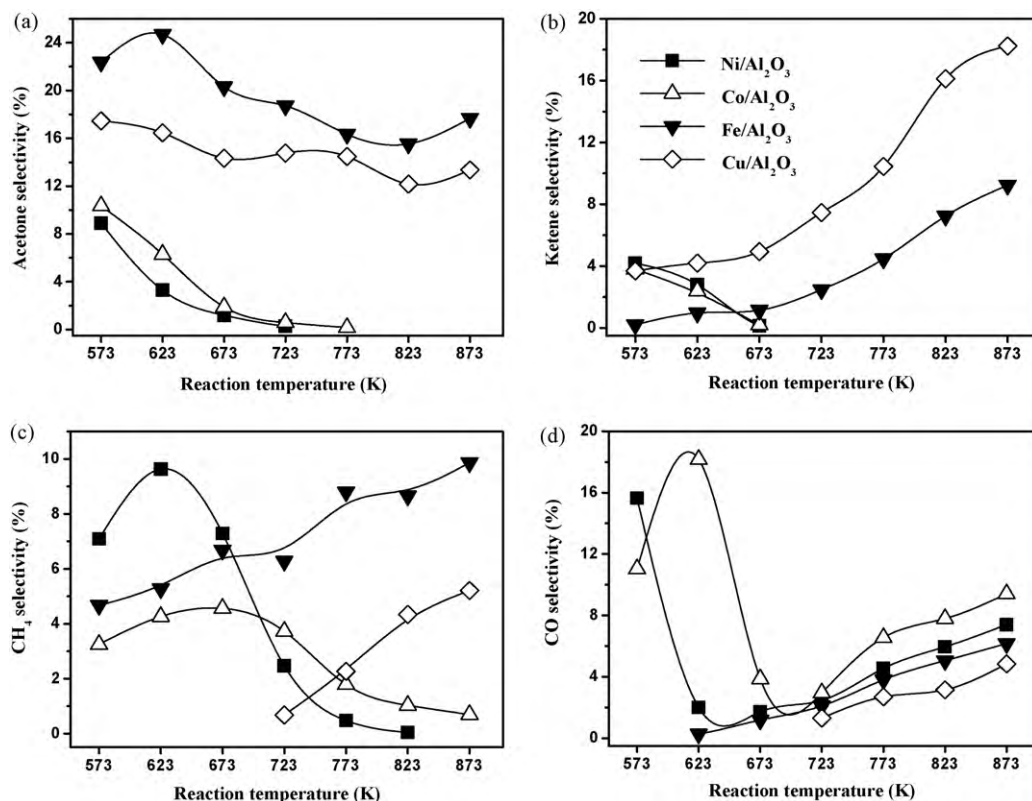 (a)
Acetone selectivity (%)
24
20
16
12
8
4
0
573 623 673 723 773 823 873
Reaction temperature (K)
(b)
Ketene selectivity (%)
20
16
12
8
4
0
Ni/Al₂O₃
Co/Al₂O₃
Fe/Al₂O₃
Cu/Al₂O₃
573 623 673 723 773 823 873
Reaction temperature (K)
(c)
CH₄ selectivity (%)
10
8
6
4
2
0
573 623 673 723 773 823 873
Reaction temperature (K)
(d)
CO selectivity (%)
20
16
12
8
4
0
573 623 673 723 773 823 873
Reaction temperature (K)